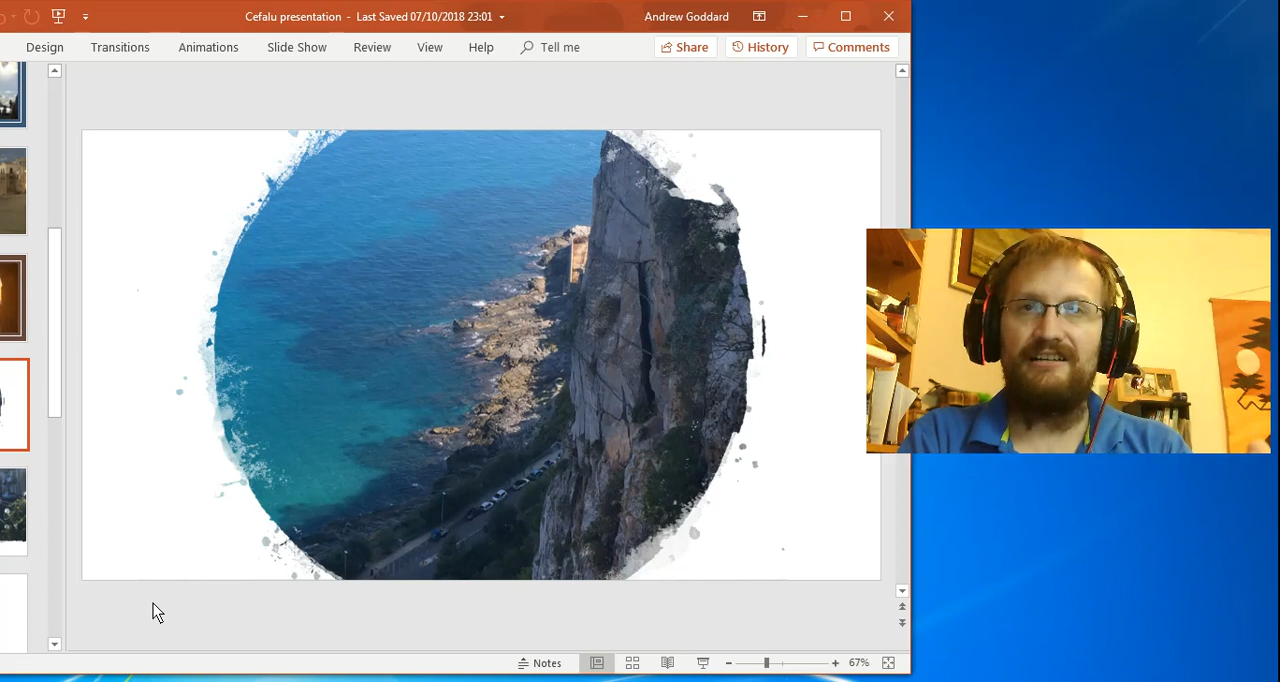 Cefalu presentation - Last Saved 07/10/2018 23:01
Andrew Goddard
Design Transitions Animations Slide Show Review View Help Tell me Share History Comments
Notes 67%